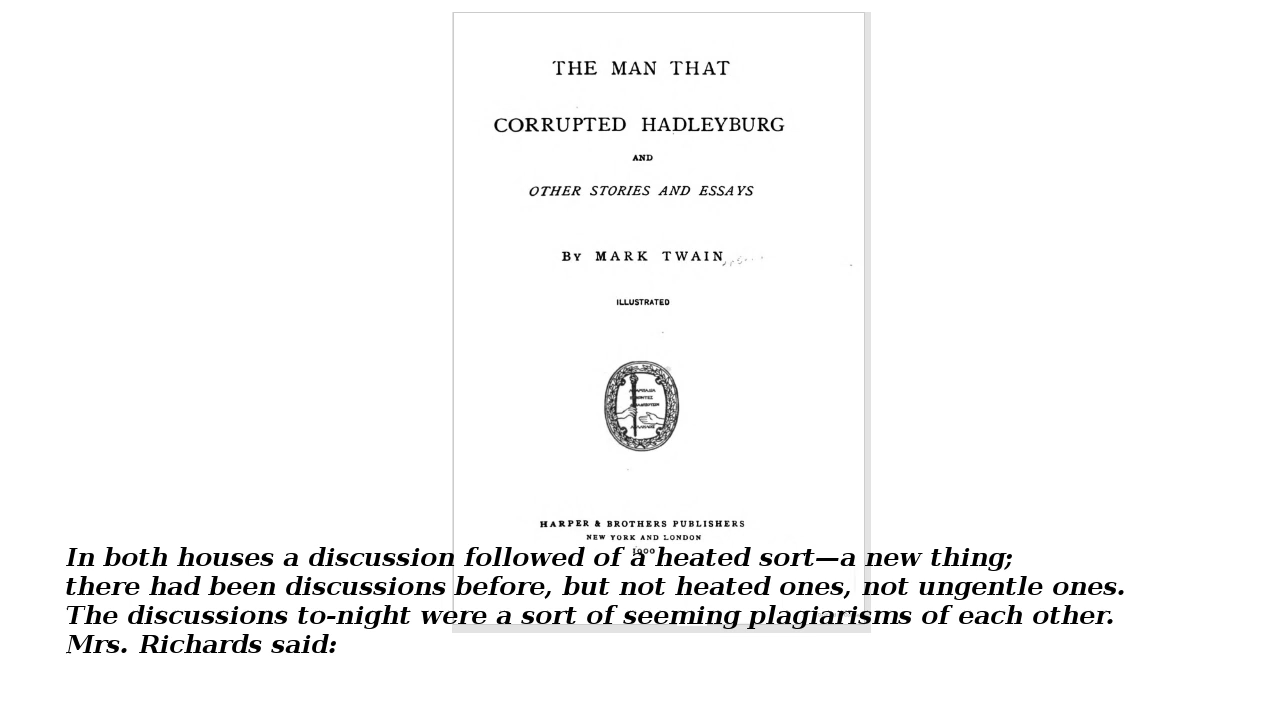 THE MAN THAT
CORRUPTED HADLEYBURG
AND
OTHER STORIES AND ESSAYS
By MARK TWAIN
ILLUSTRATED
HARPER & BROTHERS PUBLISHERS
NEW YORK AND LONDON
1900
In both houses a discussion followed of a heated sort—a new thing;
there had been discussions before, but not heated ones, not ungentle ones.
The discussions to-night were a sort of seeming plagiarisms of each other.
Mrs. Richards said: